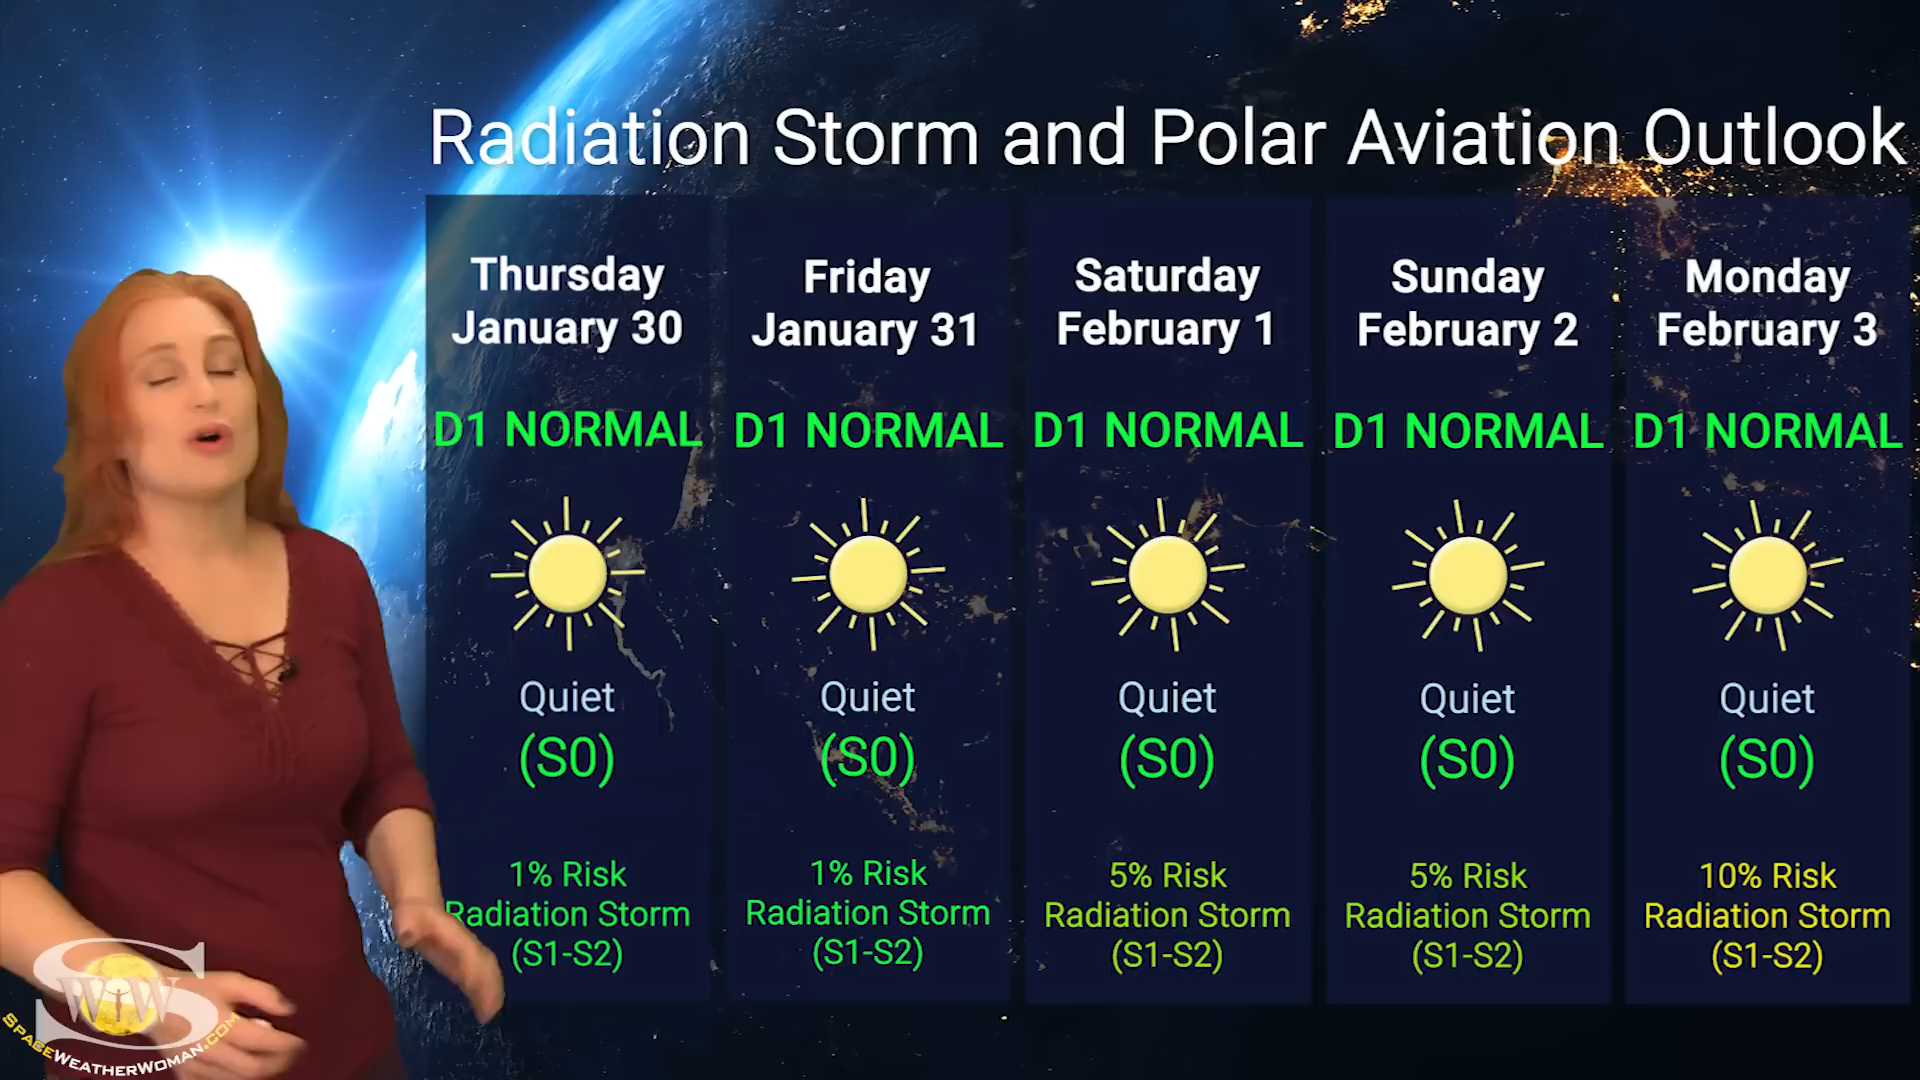 Radiation Storm and Polar Aviation Outlook
Thursday
January 30
D1 NORMAL
Quiet
(S0)
1% Risk
Radiation Storm
(S1-S2)
Friday
January 31
D1 NORMAL
Quiet
(S0)
1% Risk
Radiation Storm
(S1-S2)
Saturday
February 1
D1 NORMAL
Quiet
(S0)
5% Risk
Radiation Storm
(S1-S2)
Sunday
February 2
D1 NORMAL
Quiet
(S0)
5% Risk
Radiation Storm
(S1-S2)
Monday
February 3
D1 NORMAL
Quiet
(S0)
10% Risk
Radiation Storm
(S1-S2)
SWW
SPACEWEATHERWOMAN.COM